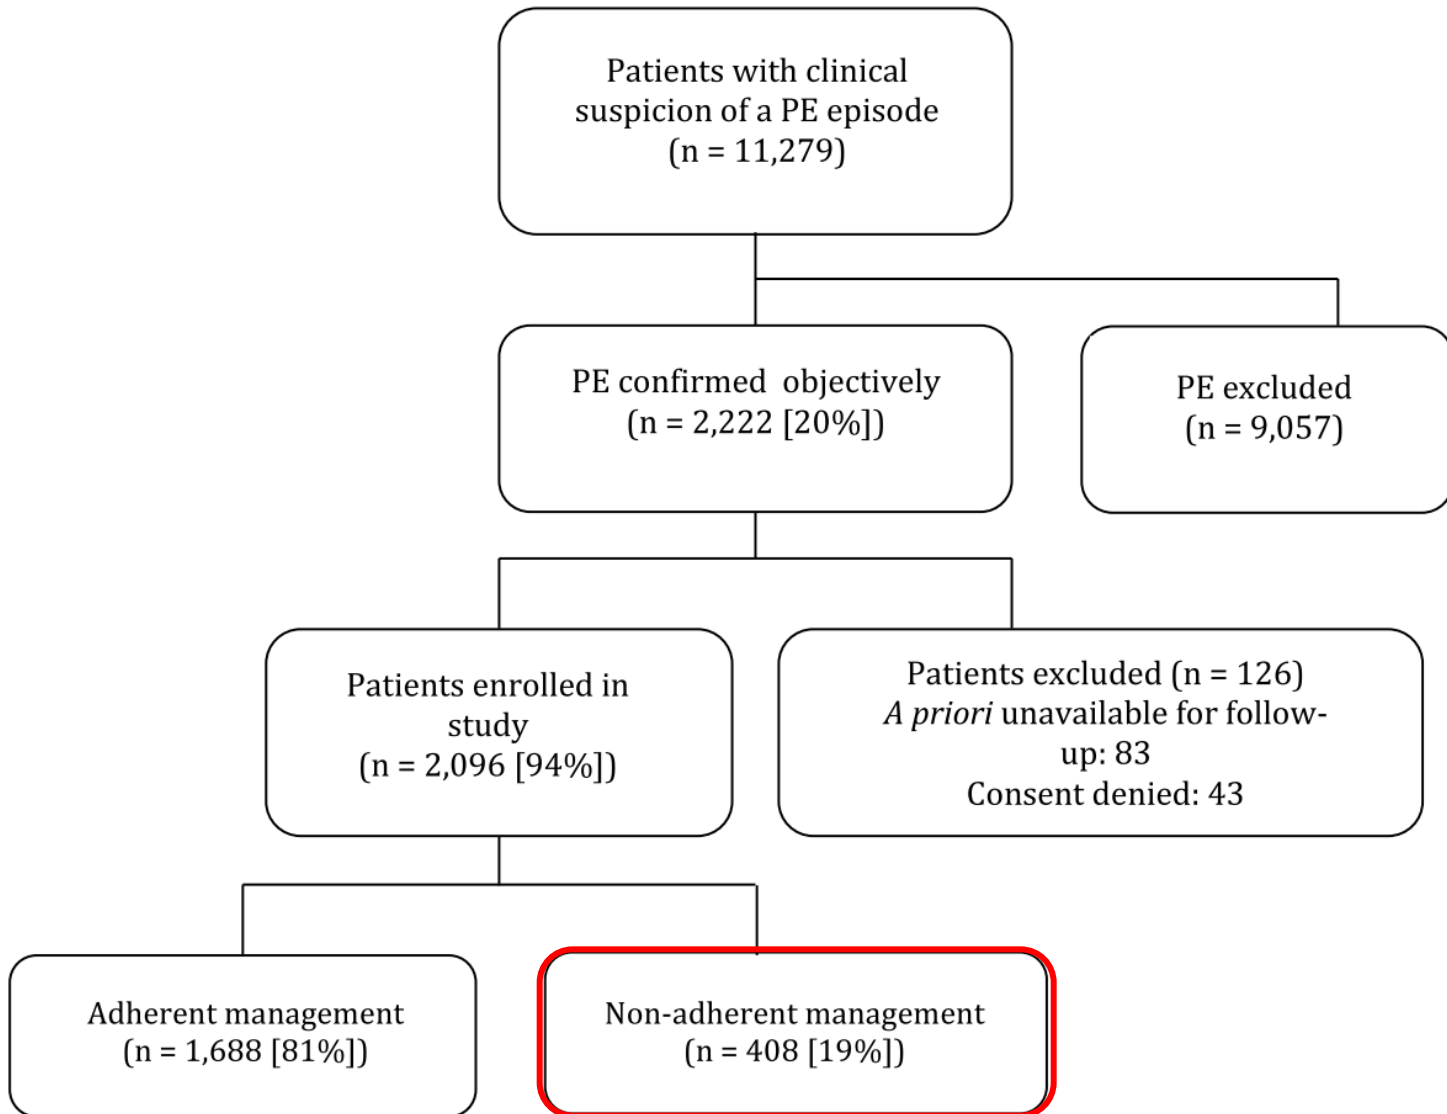 Patients with clinical
suspicion of a PE episode
(n = 11,279)
PE confirmed  objectively
(n = 2,222 [20%])
PE excluded
(n = 9,057)
Patients enrolled in
study
(n = 2,096 [94%])
Patients excluded (n = 126)
A priori unavailable for follow-
up: 83
Consent denied: 43
Adherent management
(n = 1,688 [81%])
Non-adherent management
(n = 408 [19%])